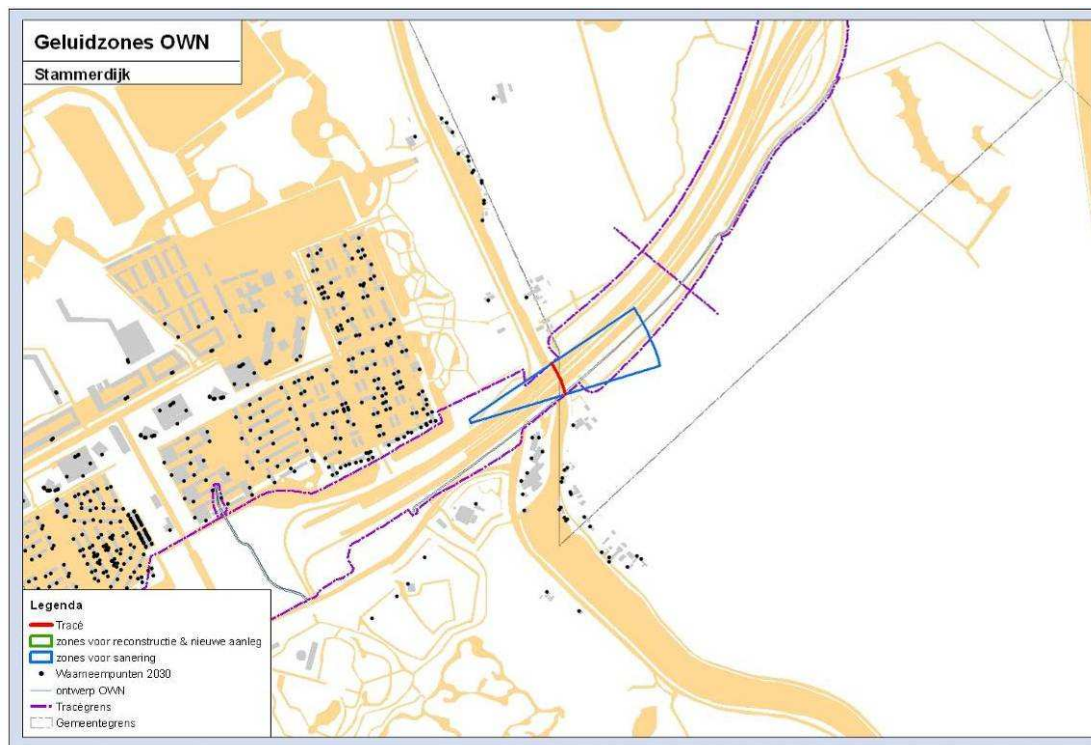 Geluidzones OWN
Stammerdijk
Legenda
Tracé
zones voor reconstructie & nieuwe aanleg
zones voor sanering
Waarneempunten 2030
ontwerp OWN
Tracégrens
Gemeentegrens